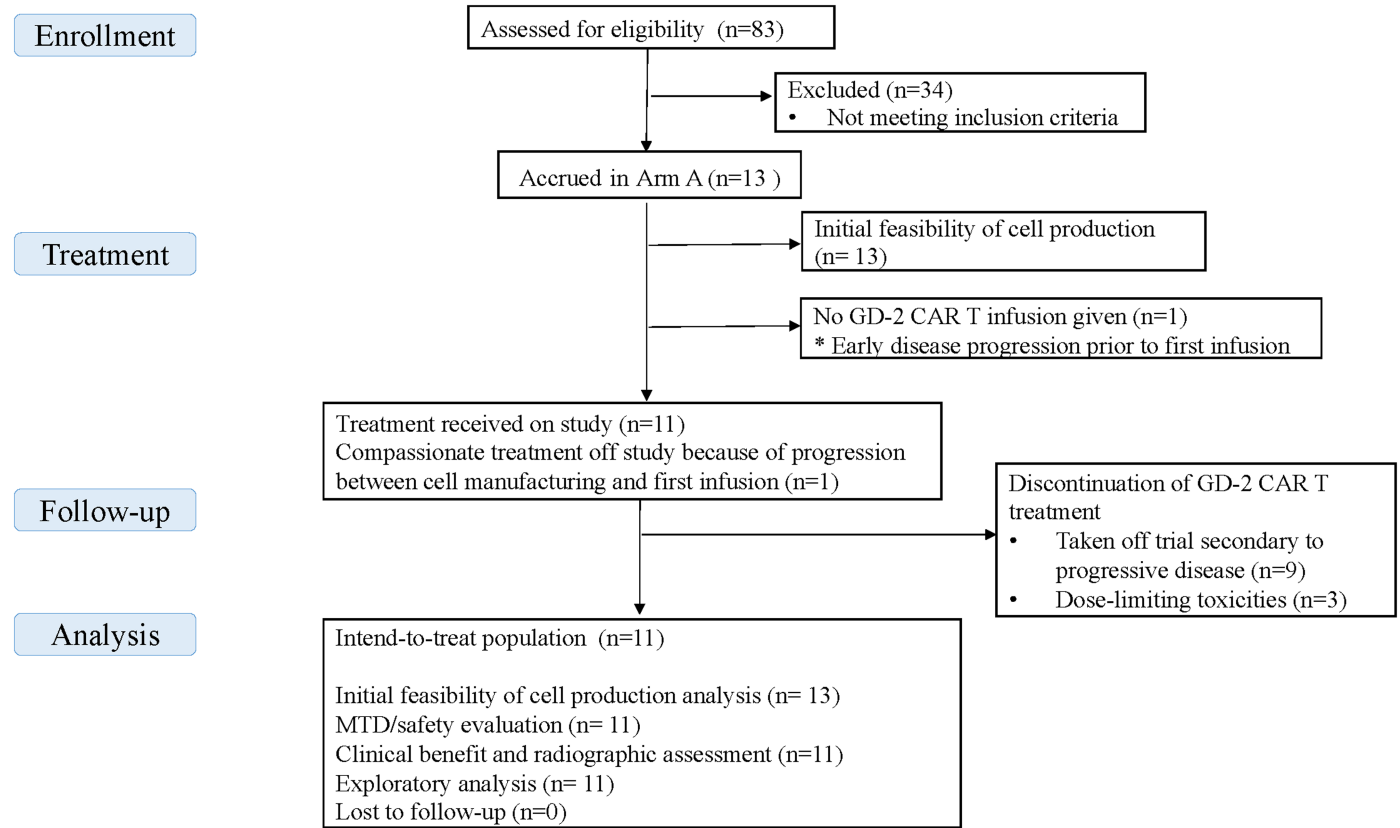 Enrollment
Assessed for eligibility (n=83)
Excluded (n=34)
• Not meeting inclusion criteria
Accrued in Arm A (n=13 )
Treatment
Initial feasibility of cell production
(n= 13)
No GD-2 CAR T infusion given (n=1)
* Early disease progression prior to first infusion
Treatment received on study (n=11)
Compassionate treatment off study because of progression
between cell manufacturing and first infusion (n=1)
Follow-up
Discontinuation of GD-2 CAR T
treatment
• Taken off trial secondary to
progressive disease (n=9)
• Dose-limiting toxicities (n=3)
Analysis
Intend-to-treat population (n=11)
Initial feasibility of cell production analysis (n= 13)
MTD/safety evaluation (n= 11)
Clinical benefit and radiographic assessment (n=11)
Exploratory analysis (n= 11)
Lost to follow-up (n=0)